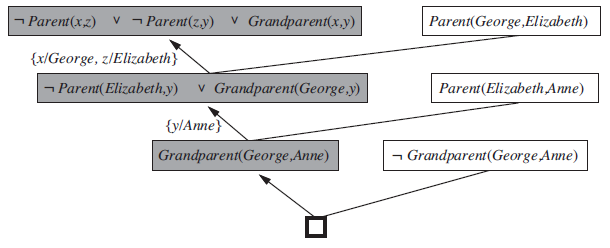 ¬ Parent(x,z) ∨ ¬ Parent(z,y) ∨ Grandparent(x,y) Parent(George,Elizabeth)
{x/George, z/Elizabeth}
¬ Parent(Elizabeth,y) ∨ Grandparent(George,y) Parent(Elizabeth,Anne)
{y/Anne}
Grandparent(George,Anne) ¬ Grandparent(George,Anne)